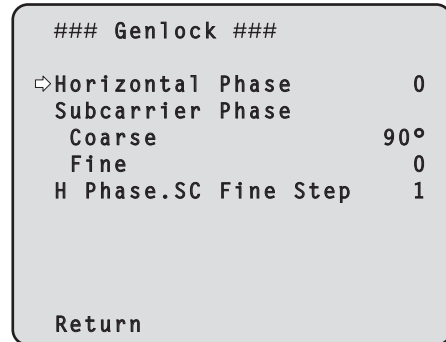 ### Genlock ###
⇨Horizontal Phase 0
Subcarrier Phase
Coarse 90°
Fine 0
H Phase.SC Fine Step 1
Return